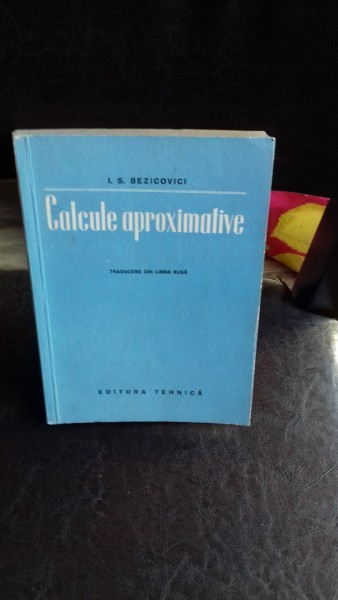 I. S. BEZICOVICI
Calcule aproximative
TRADUCERE DIN LIMBA RUSĂ
EDITURA TEHNICĂ